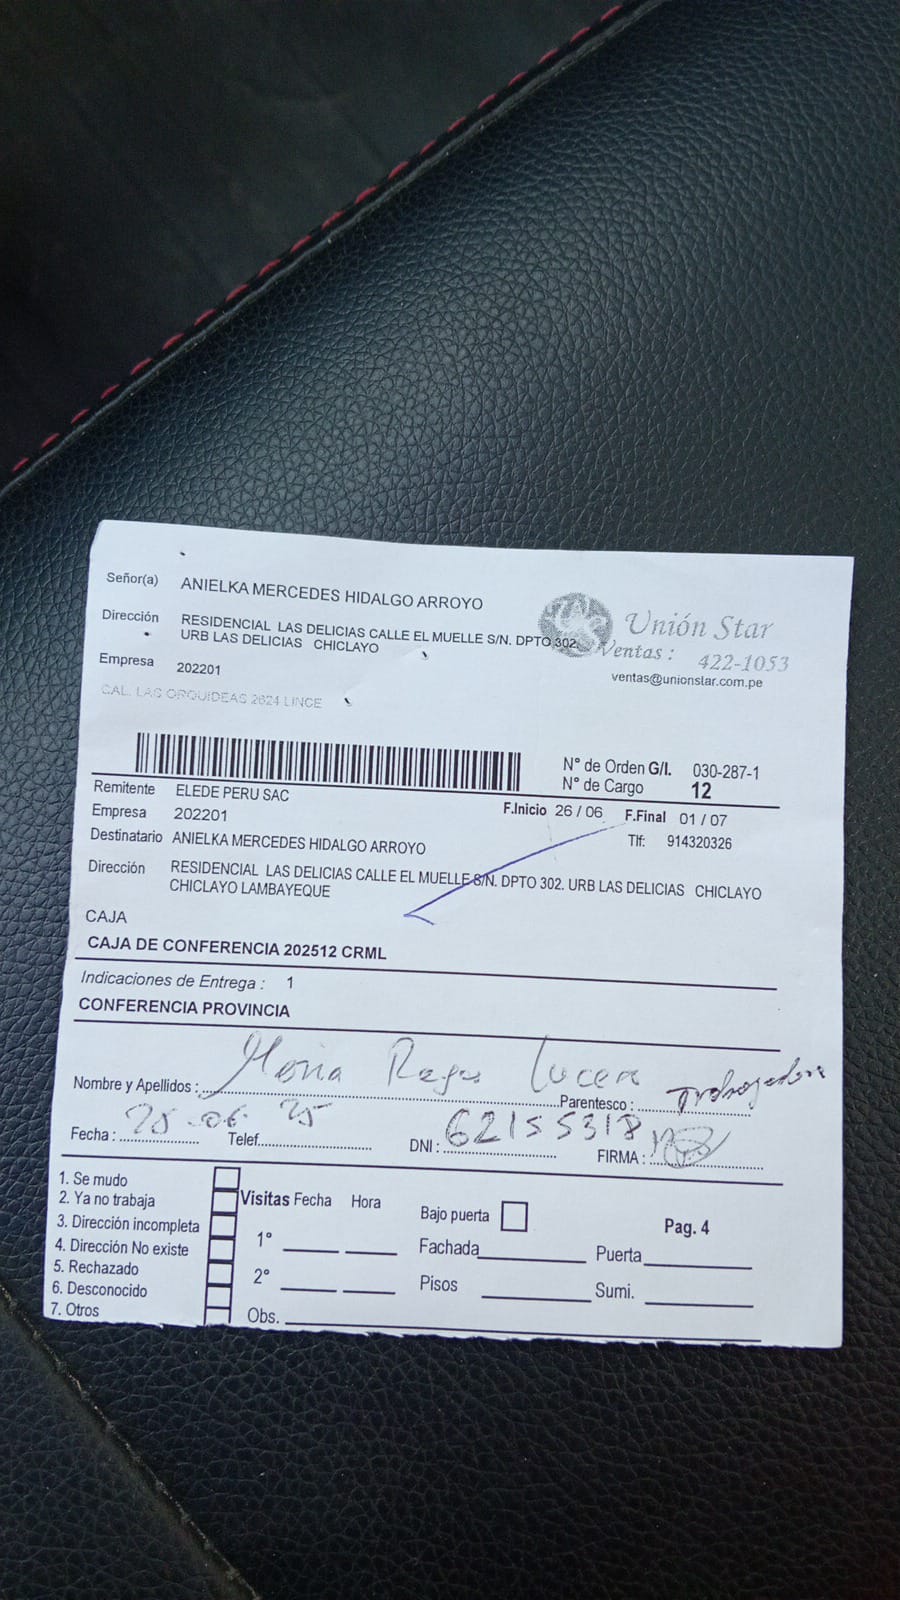 Señor(a) ANIELKA MERCEDES HIDALGO ARROYO
Dirección RESIDENCIAL LAS DELICIAS CALLE EL MUELLE S/N. DPTO 302.
URB LAS DELICIAS CHICLAYO
Unión Star
Ventas : 422-1053
ventas@unionstar.com.pe
Empresa 202201
CAL. LAS ORQUIDEAS 2624 LINCE
N° de Orden G/I. 030-287-1
N° de Cargo 12
Remitente ELEDE PERU SAC
F.Inicio 26 / 06 F.Final 01 / 07
Empresa 202201
Tlf: 914320326
Destinatario ANIELKA MERCEDES HIDALGO ARROYO
Dirección RESIDENCIAL LAS DELICIAS CALLE EL MUELLE S/N. DPTO 302. URB LAS DELICIAS CHICLAYO
CHICLAYO LAMBAYEQUE
CAJA
CAJA DE CONFERENCIA 202512 CRML
Indicaciones de Entrega : 1
CONFERENCIA PROVINCIA
Nombre y Apellidos : Maria Lucera Parentesco : Trabajadora
Fecha : 28-06-25 Telef. DNI : 62155318 FIRMA :
1. Se mudo
2. Ya no trabaja
3. Dirección incompleta
4. Dirección No existe
5. Rechazado
6. Desconocido
7. Otros
Visitas Fecha Hora
1°
2°
Obs.
Bajo puerta
Pag. 4
Fachada Puerta
Pisos Sumi.